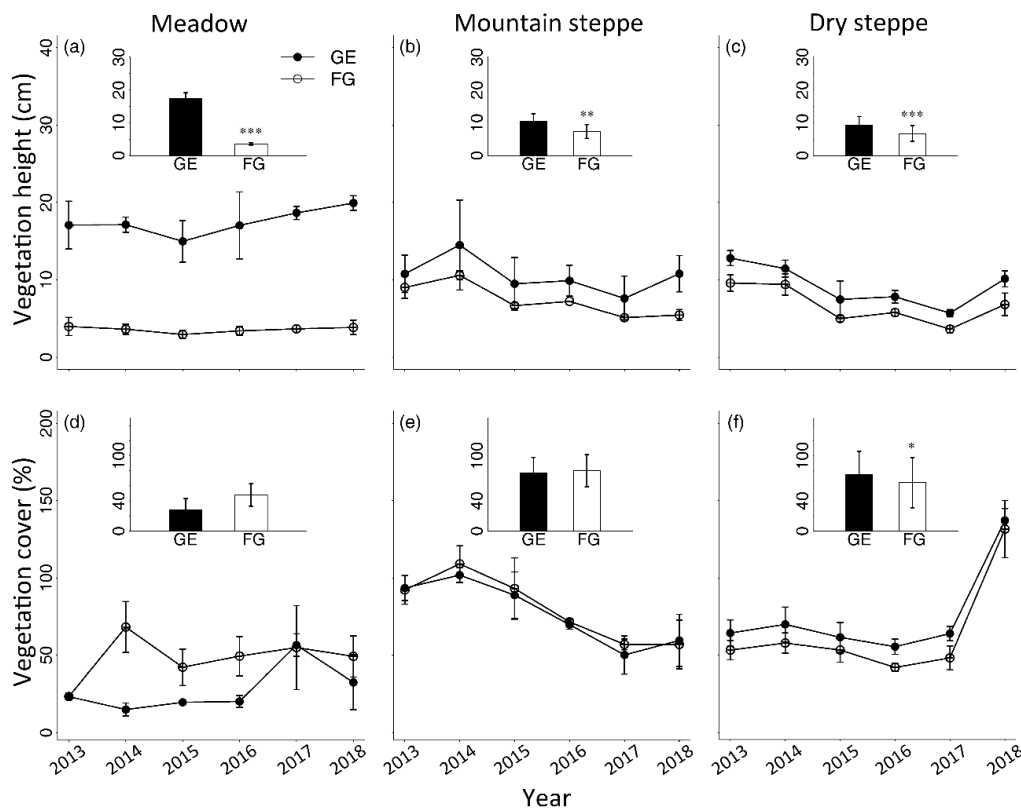 Meadow
Mountain steppe
Dry steppe
Vegetation height (cm)
0 10 20 30 40
(a)
GE
FG
0 10 20 30
***
GE FG
(b)
0 10 20 30
**
GE FG
(c)
0 10 20 30
***
GE FG
Vegetation cover (%)
0 50 100 150 200
(d)
0 40 100
GE FG
(e)
0 40 100
GE FG
(f)
0 40 100
*
GE FG
2013 2014 2015 2016 2017 2018
2013 2014 2015 2016 2017 2018
2013 2014 2015 2016 2017 2018
Year